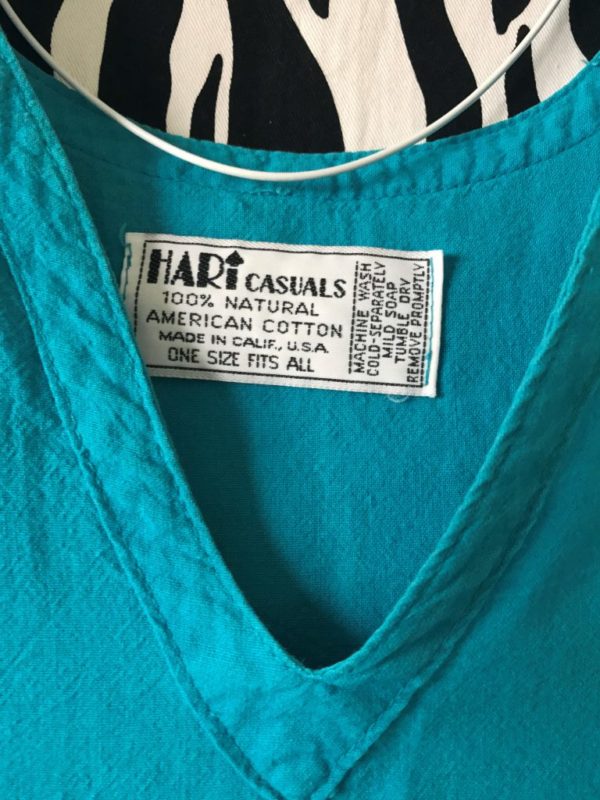 HARi CASUALS
100% NATURAL
AMERICAN COTTON
MADE IN CALIF., U.S.A.
ONE SIZE FITS ALL
MACHINE WASH
COLD-SEPARATELY
MILD SOAP
TUMBLE DRY
REMOVE PROMPTLY